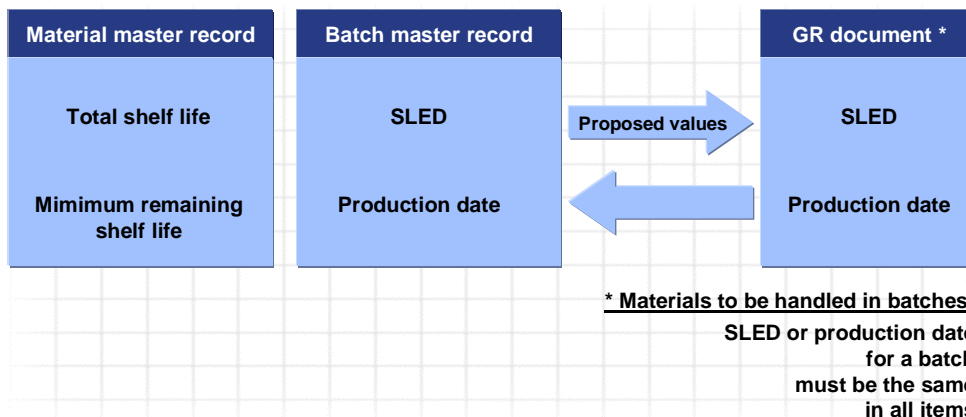 Material master record
Total shelf life
Mimimum remaining
shelf life
Batch master record
SLED
Production date
Proposed values
GR document *
SLED
Production date
* Materials to be handled in batches
SLED or production date
for a batch
must be the same
in all items